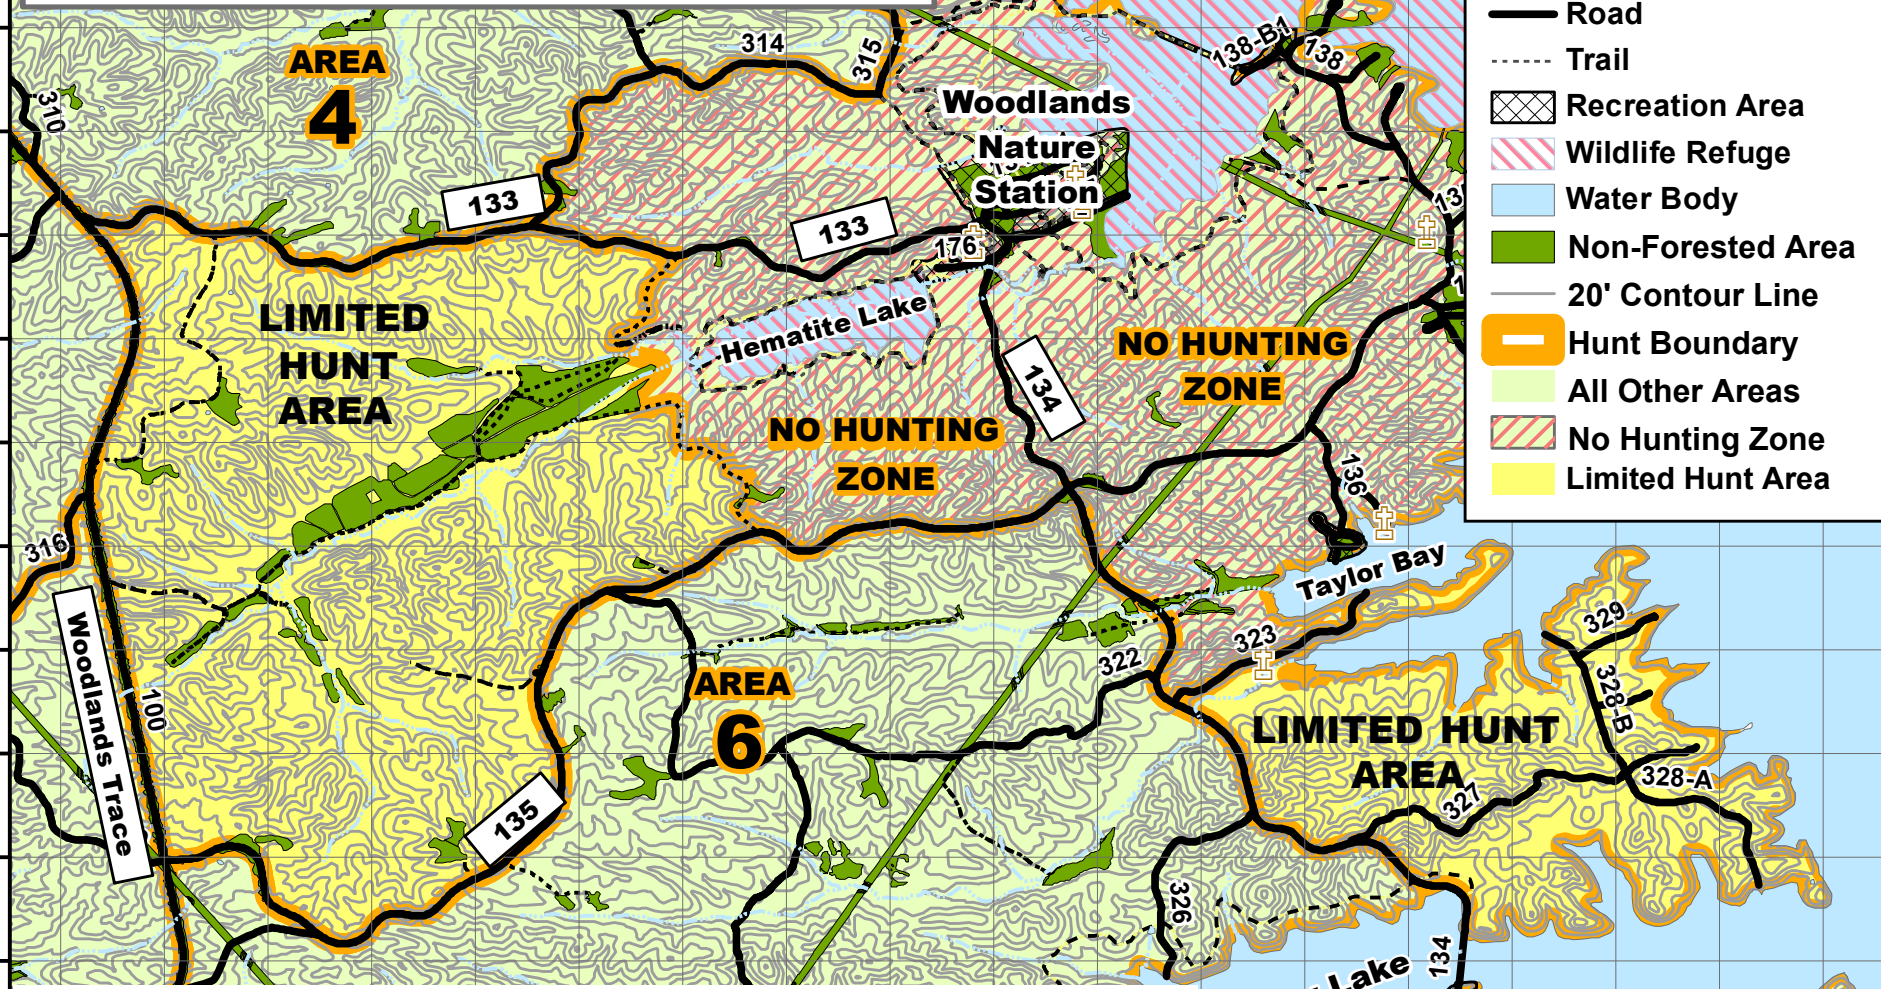 AREA
4
314
315
310
133
133
Woodlands
Nature
Station
176
138-B1
138
Hematite Lake
LIMITED
HUNT
AREA
NO HUNTING
ZONE
NO HUNTING
ZONE
134
136
316
Woodlands Trace
100
135
AREA
6
322
323
Taylor Bay
LIMITED HUNT
AREA
329
328-B
328-A
327
326
134
Lake
Road
Trail
Recreation Area
Wildlife Refuge
Water Body
Non-Forested Area
20' Contour Line
Hunt Boundary
All Other Areas
No Hunting Zone
Limited Hunt Area